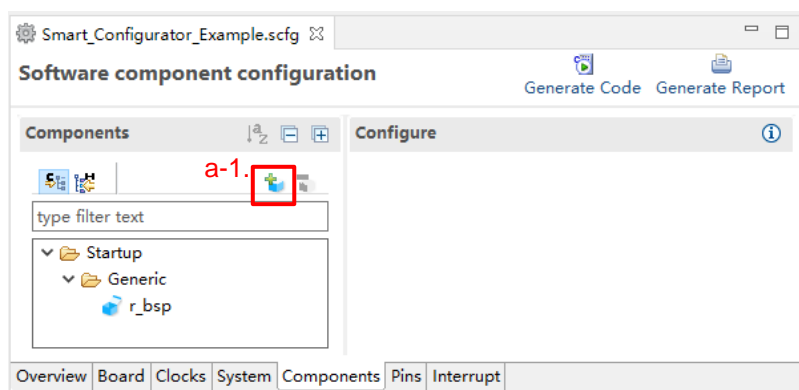 Smart_Configurator_Example.scfg
Software component configuration
Generate Code Generate Report
Components
Configure
a-1.
type filter text
Startup
Generic
r_bsp
Overview Board Clocks System Components Pins Interrupt